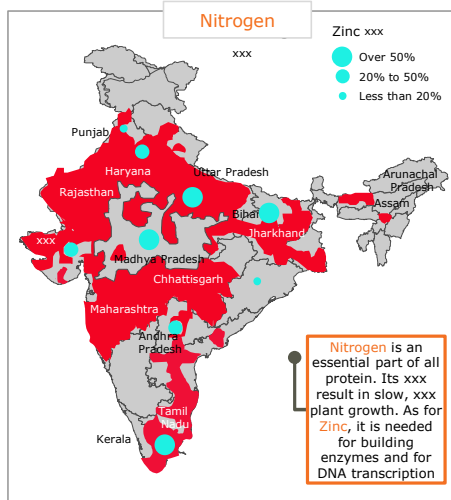 Nitrogen
xxx
Zinc xxx
Over 50%
20% to 50%
Less than 20%
Punjab
Haryana
Uttar Pradesh
Rajasthan
Arunachal
Pradesh
Assam
Bihar
Jharkhand
xxx
Madhya Pradesh
Chhattisgarh
Maharashtra
Andhra
Pradesh
Tamil
Nadu
Kerala
Nitrogen is an
essential part of all
protein. Its xxx
result in slow, xxx
plant growth. As for
Zinc, it is needed
for building
enzymes and for
DNA transcription